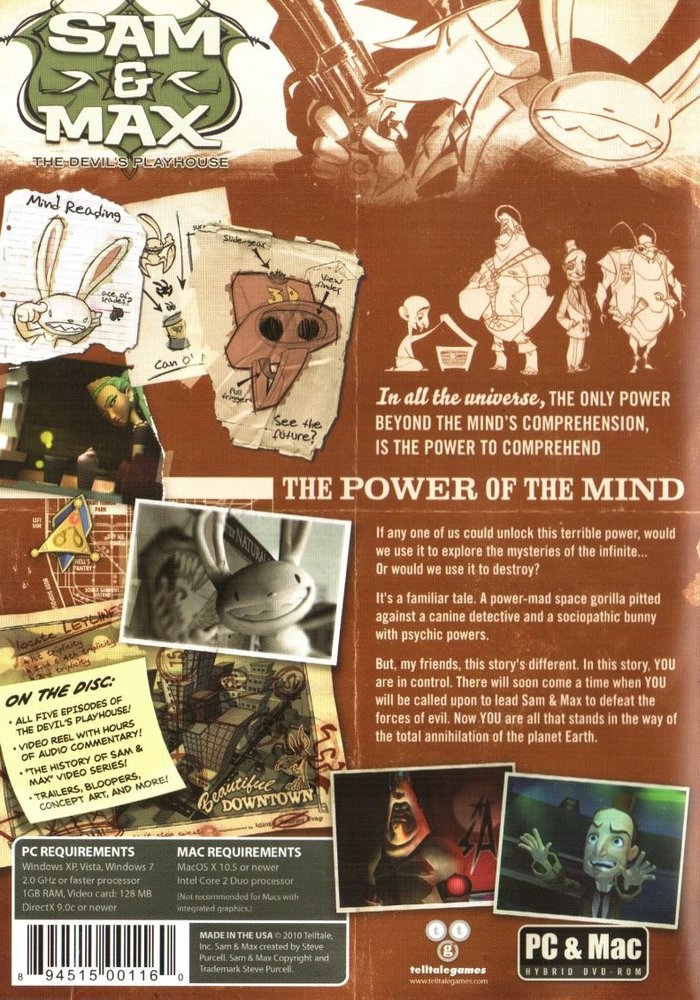 SAM
&
MAX
THE DEVIL'S PLAYHOUSE
Mind Reading
ace of
spades?
Can O'
Slide gear
View
finder
3D
Pull
trigger
See the
future?
In all the universe, THE ONLY POWER
BEYOND THE MIND'S COMPREHENSION,
IS THE POWER TO COMPREHEND
THE POWER OF THE MIND
If any one of us could unlock this terrible power, would
we use it to explore the mysteries of the infinite...
Or would we use it to destroy?
It's a familiar tale. A power-mad space gorilla pitted
against a canine detective and a sociopathic bunny
with psychic powers.
But, my friends, this story's different. In this story, YOU
are in control. There will soon come a time when YOU
will be called upon to lead Sam & Max to defeat the
forces of evil. Now YOU are all that stands in the way of
the total annihilation of the planet Earth.
PARK
HELL'S
PANTRY
ON THE DISC:
• ALL FIVE EPISODES OF
THE DEVIL'S PLAYHOUSE!
• VIDEO REEL WITH HOURS
OF AUDIO COMMENTARY!
• "THE HISTORY OF SAM &
MAX" VIDEO SERIES!
• TRAILERS, BLOOPERS,
CONCEPT ART, AND MORE!
Beautiful
DOWNTOWN
PC REQUIREMENTS
Windows XP, Vista, Windows 7
2.0 GHz or faster processor
1GB RAM, Video card: 128 MB
DirectX 9.0c or newer
MAC REQUIREMENTS
MacOS X 10.5 or newer
Intel Core 2 Duo processor
(Not recommended for Macs with
integrated graphics.)
8 94515 00116 0
MADE IN THE USA © 2010 Telltale,
Inc. Sam & Max created by Steve
Purcell. Sam & Max Copyright and
Trademark Steve Purcell.
t t
g
telltalegames
www.telltalegames.com
PC & Mac
HYBRID DVD-ROM